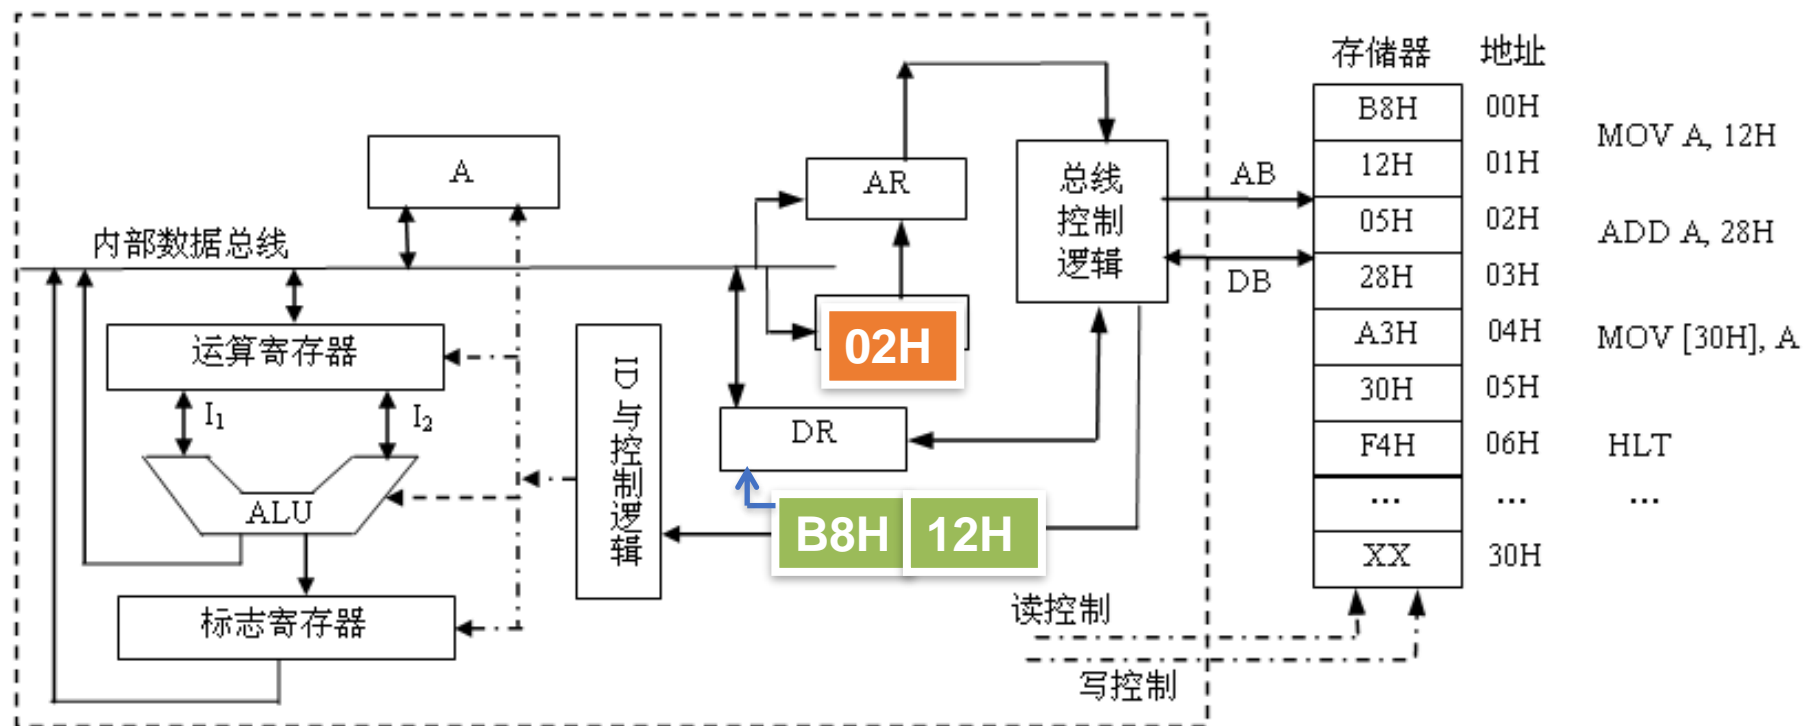 存储器 地址
B8H 00H
MOV A, 12H
12H 01H
05H 02H
ADD A, 28H
28H 03H
A3H 04H
MOV [30H], A
30H 05H
F4H 06H HLT
... ... ...
XX 30H
A
AR
总线控制逻辑
AB
DB
内部数据总线
02H
运算寄存器
I₁ I₂
ALU
标志寄存器
ID与控制逻辑
DR
B8H 12H
读控制
写控制